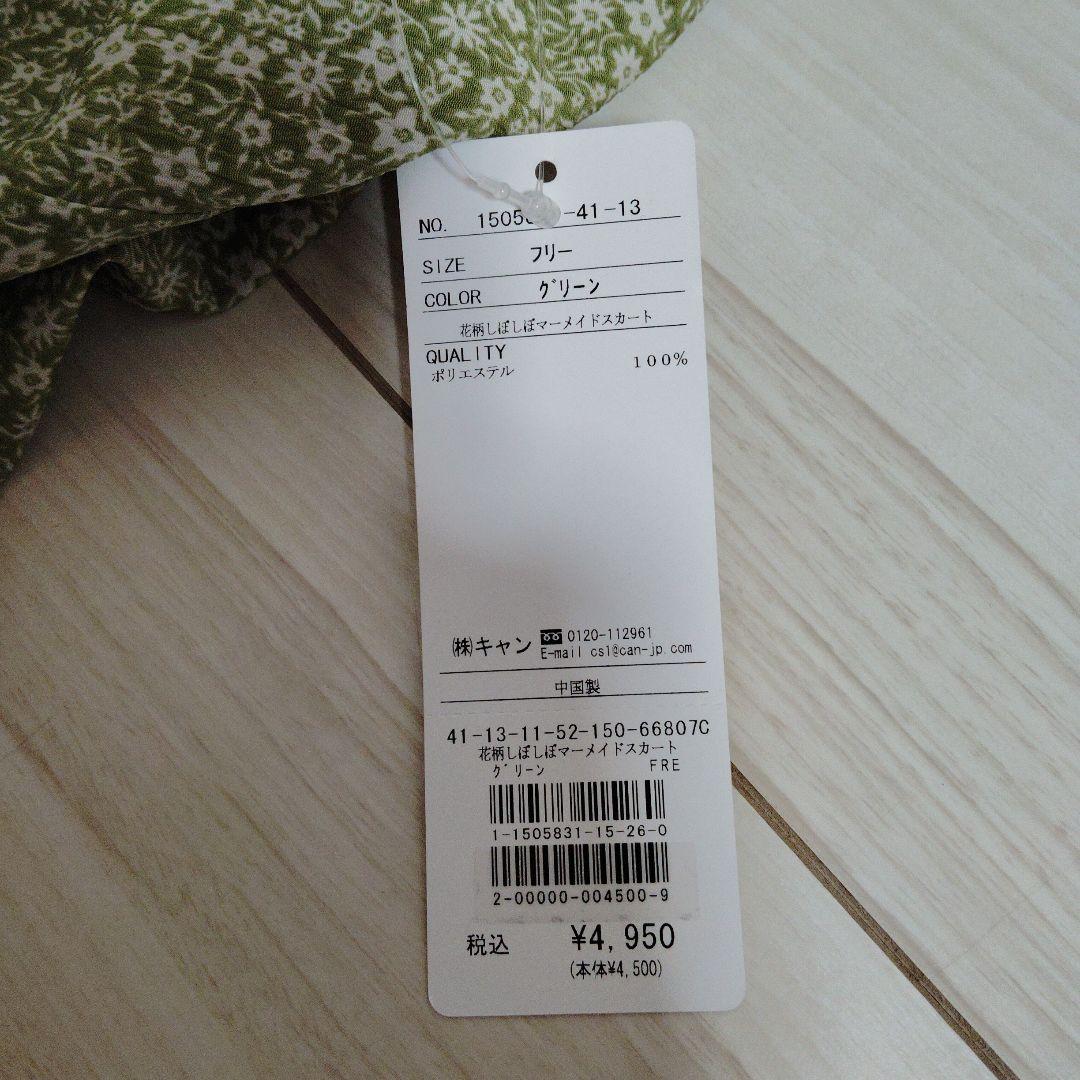 NO. -41-13
SIZE フリー
COLOR グリーン
花柄しぼしぼマーメイドスカート
QUALITY
ポリエステル 100%
㈱キャン 0120-112961
E-mail cs1@can-jp.com
中国製
41-13-11-52-150-66807C
花柄しぼしぼマーメイドスカート
グリーン FRE
1-1505831-15-26-0
2-00000-004500-9
税込 ¥4,950
(本体¥4,500)